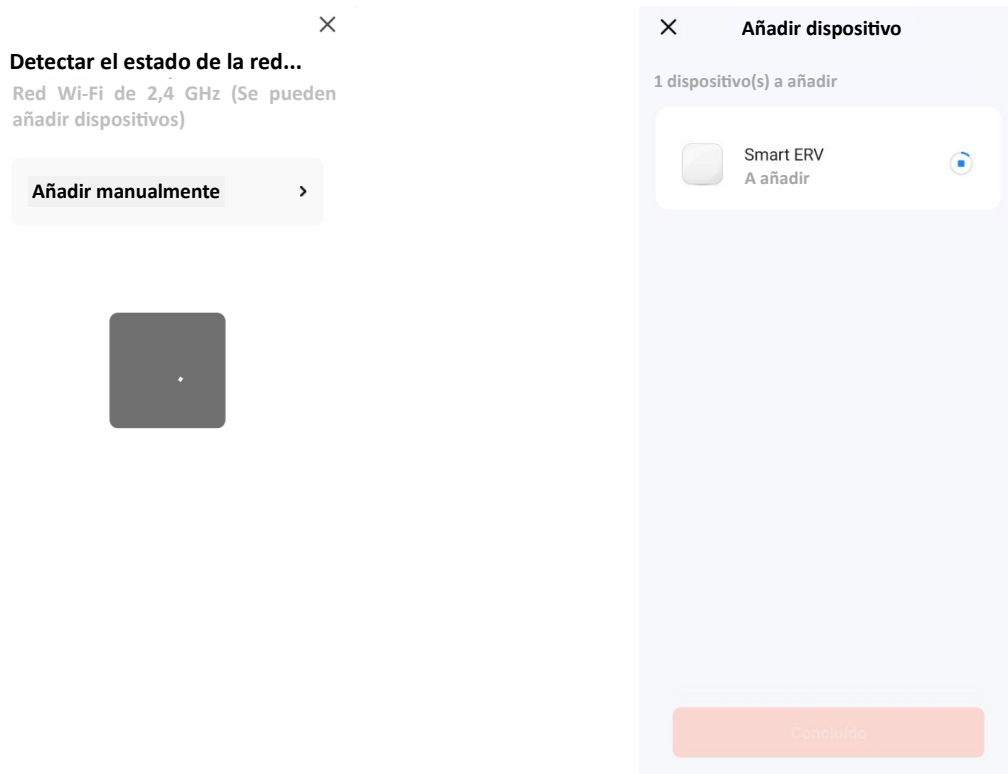 Detectar el estado de la red...
Red Wi-Fi de 2,4 GHz (Se pueden
añadir dispositivos)
Añadir manualmente
Añadir dispositivo
1 dispositivo(s) a añadir
Smart ERV
A añadir
Concluído